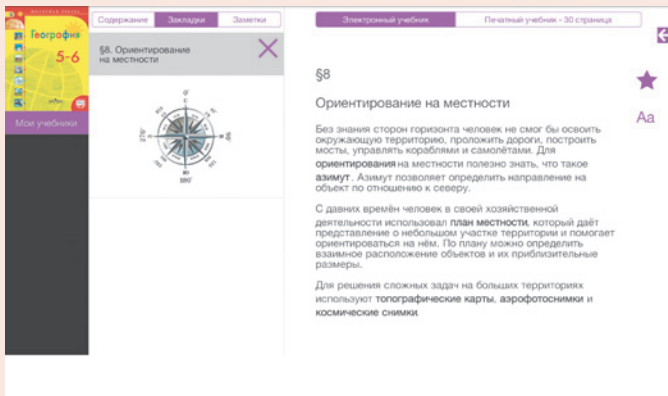 География
5-6
Мои учебники
Содержание
Закладки
Заметки
§8. Ориентирование
на местности
0°
С
270°
90°
Ю
180°
Электронный учебник
Печатный учебник - 30 страница
§8
Ориентирование на местности
Без знания сторон горизонта человек не смог бы освоить
окружающую территорию, проложить дороги, построить
мосты, управлять кораблями и самолётами. Для
ориентирования на местности полезно знать, что такое
азимут. Азимут позволяет определить направление на
объект по отношению к северу.
С давних времён человек в своей хозяйственной
деятельности использовал план местности, который даёт
представление о небольшом участке территории и помогает
ориентироваться на нём. По плану можно определить
взаимное расположение объектов и их приблизительные
размеры.
Для решения сложных задач на больших территориях
используют топографические карты, аэрофотоснимки и
космические снимки.
Аа